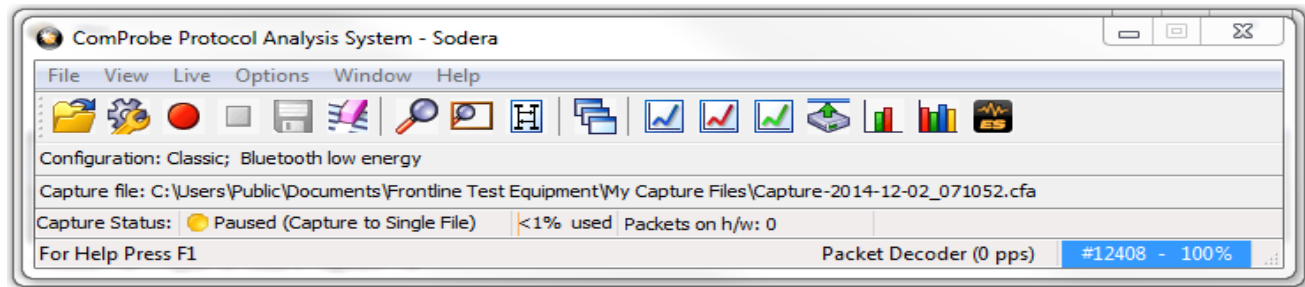 ComProbe Protocol Analysis System - Sodera
File View Live Options Window Help
H
ES
Configuration: Classic; Bluetooth low energy
Capture file: C:\Users\Public\Documents\Frontline Test Equipment\My Capture Files\Capture-2014-12-02_071052.cfa
Capture Status: Paused (Capture to Single File) <1% used Packets on h/w: 0
For Help Press F1 Packet Decoder (0 pps) #12408 - 100%